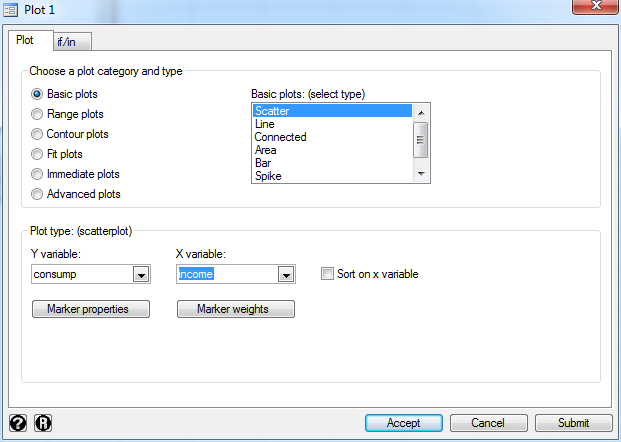 Plot 1
Plot if/in
Choose a plot category and type
Basic plots
Range plots
Contour plots
Fit plots
Immediate plots
Advanced plots
Basic plots: (select type)
Scatter
Line
Connected
Area
Bar
Spike
Plot type: (scatterplot)
Y variable: X variable:
consump income Sort on x variable
Marker properties Marker weights
? R Accept Cancel Submit